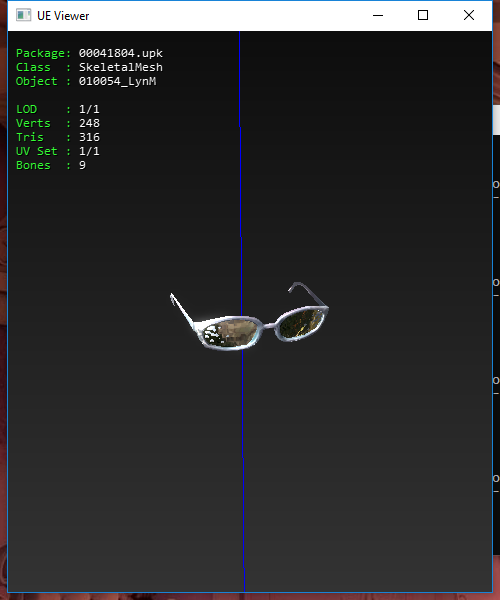 UE Viewer
Package: 00041804.upk
Class : SkeletalMesh
Object : 010054_LynM
LOD : 1/1
Verts : 248
Tris : 316
UV Set : 1/1
Bones : 9